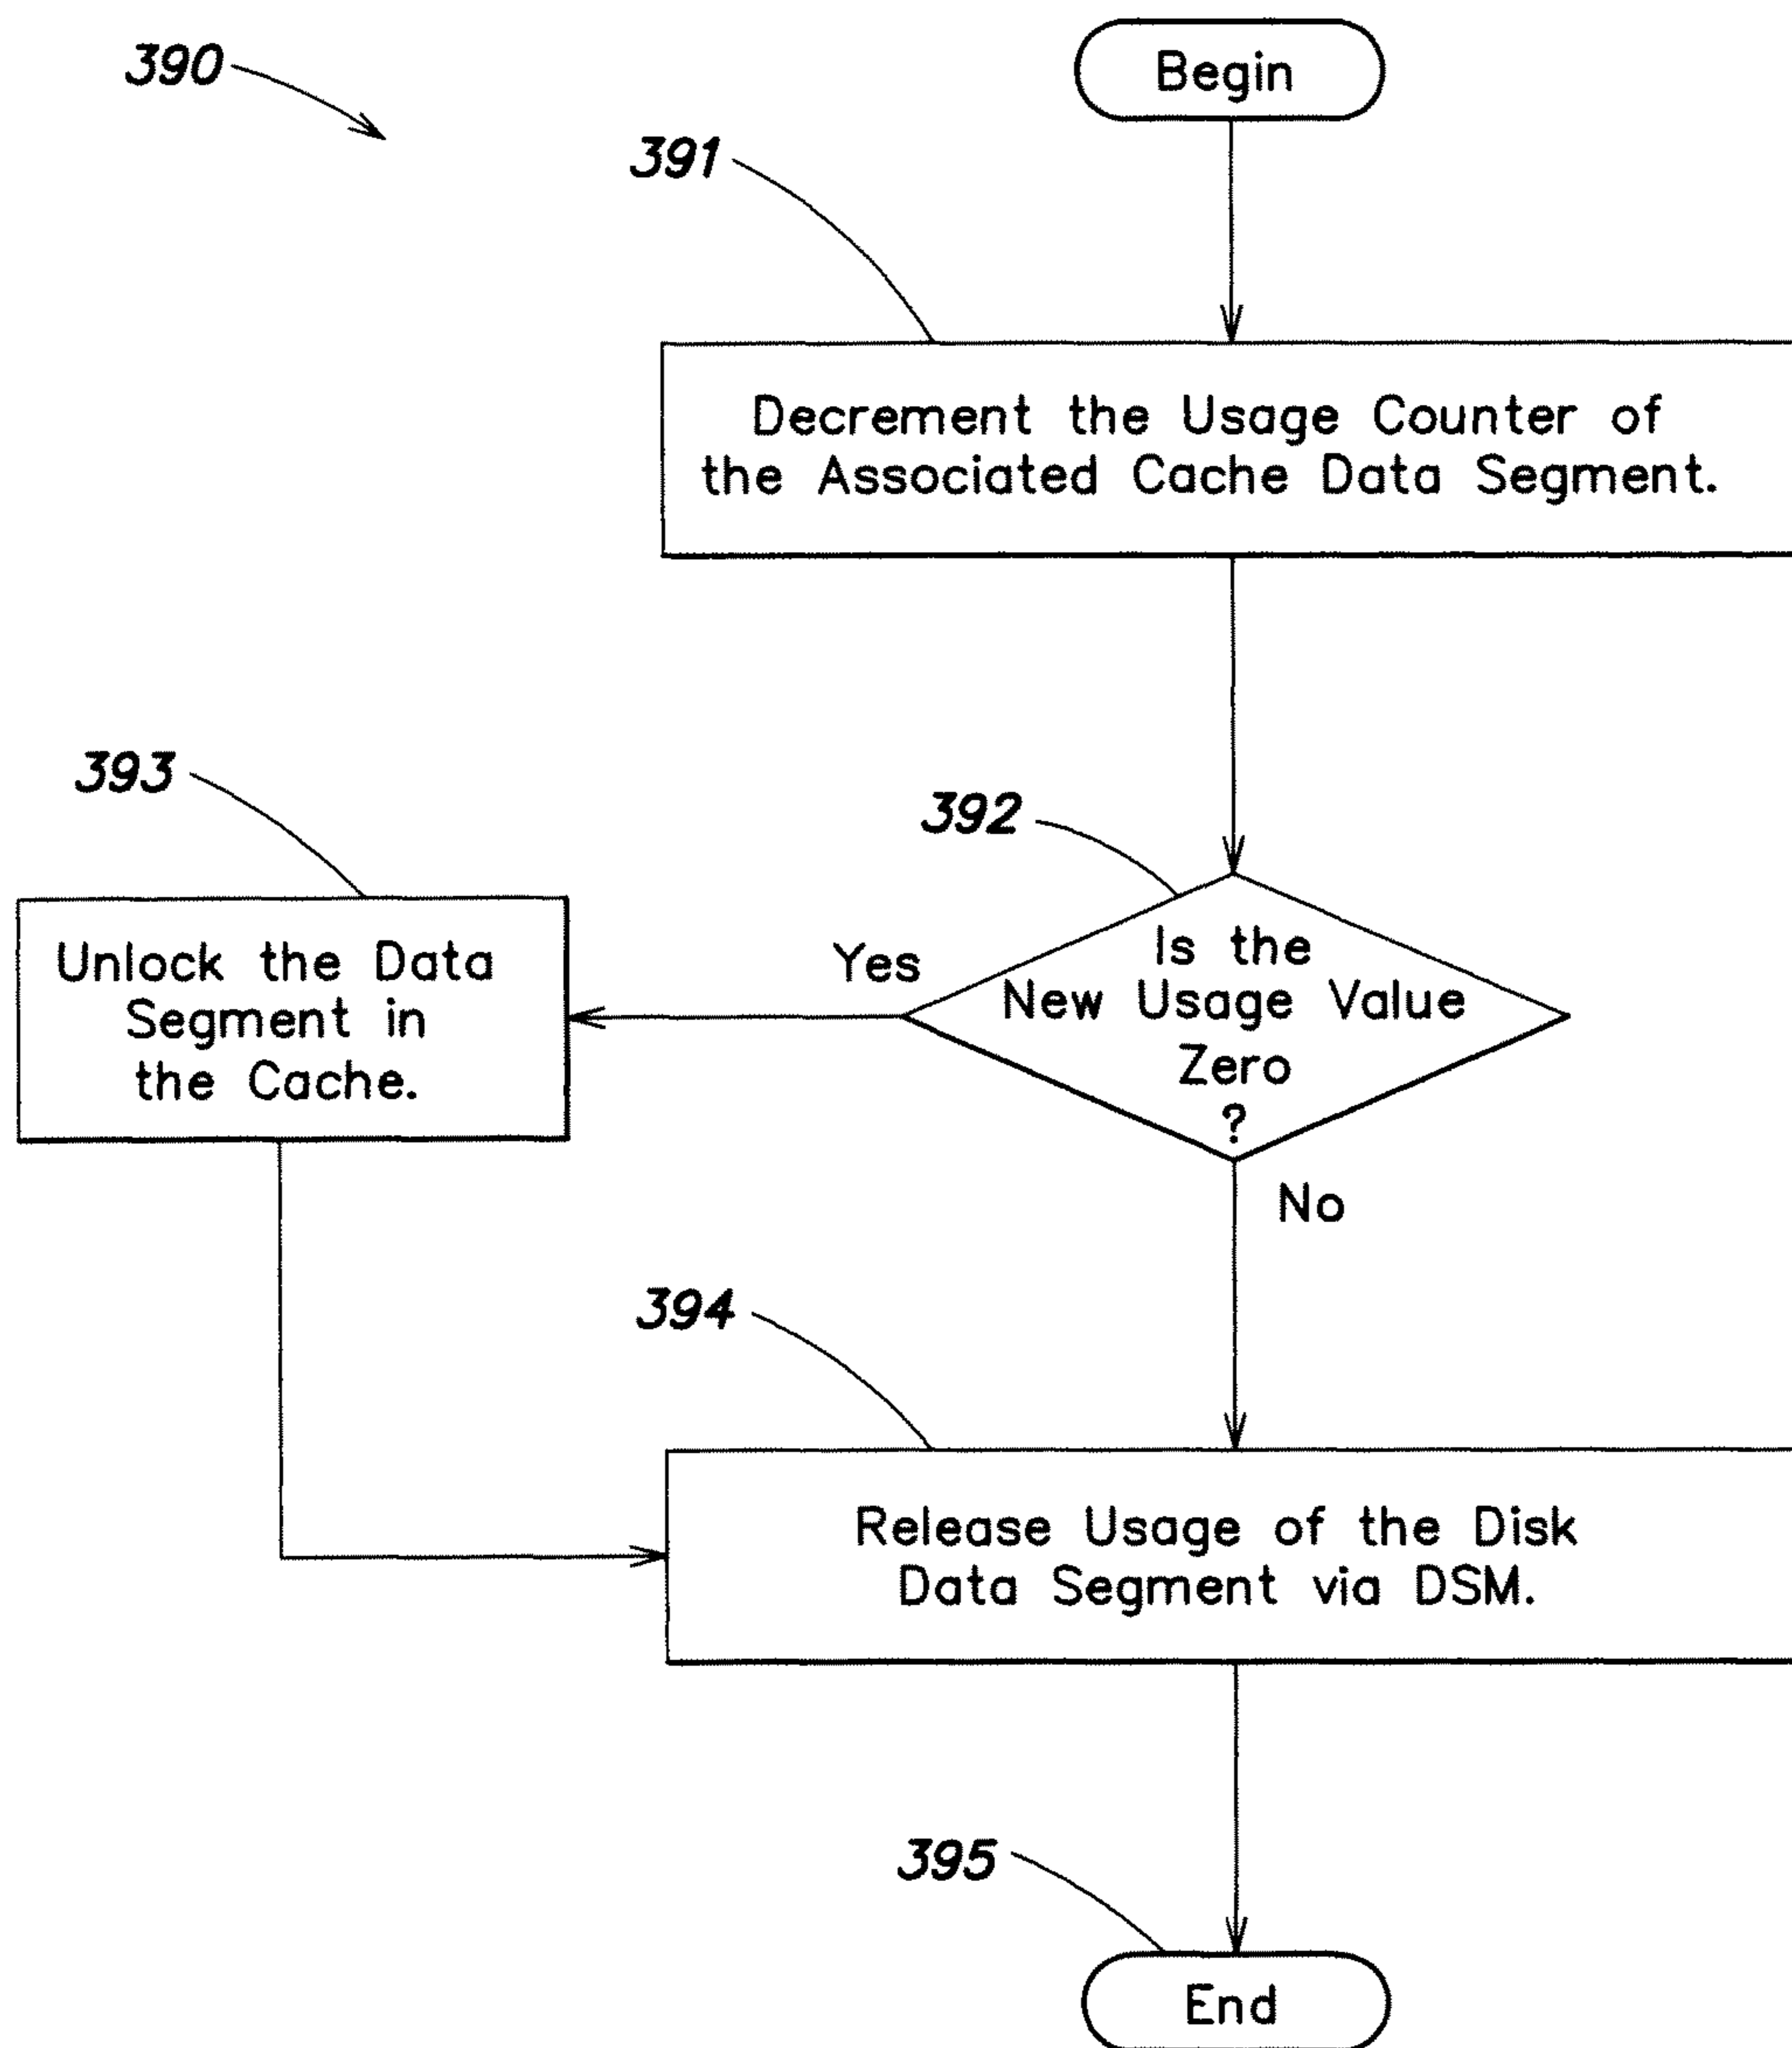 390
Begin
391
Decrement the Usage Counter of
the Associated Cache Data Segment.
393
392
Unlock the Data
Segment in
the Cache.
Yes
Is the
New Usage Value
Zero
?
No
394
Release Usage of the Disk
Data Segment via DSM.
395
End